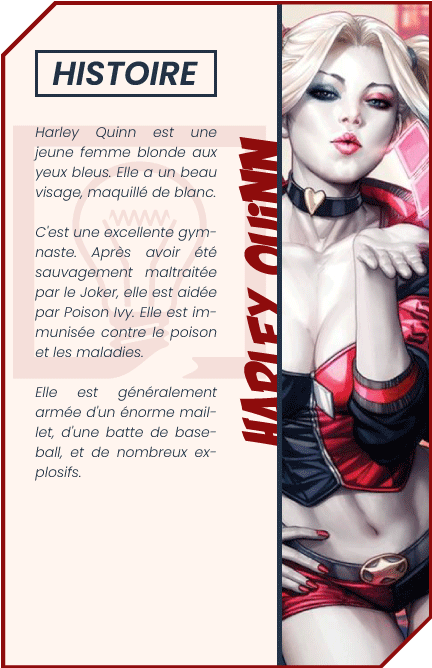 HISTOIRE
Harley Quinn est une
jeune femme blonde aux
yeux bleus. Elle a un beau
visage, maquillé de blanc.
C'est une excellente gym-
naste. Après avoir été
sauvagement maltraitée
par le Joker, elle est aidée
par Poison Ivy. Elle est im-
munisée contre le poison
et les maladies.
Elle est généralement
armée d'un énorme mail-
let, d'une batte de base-
ball, et de nombreux ex-
plosifs.
HARLEY QUiNN